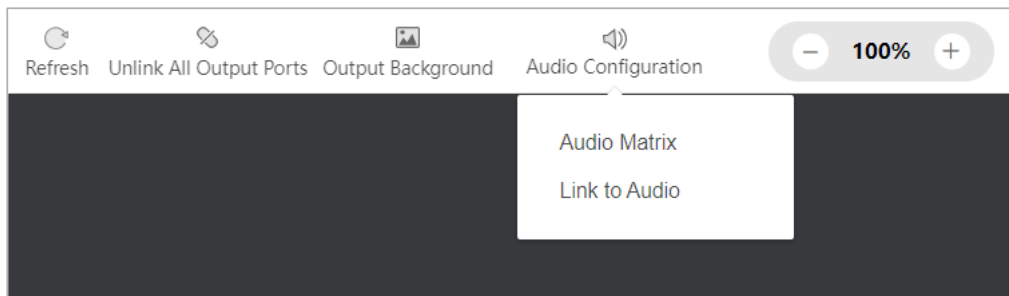 Refresh Unlink All Output Ports Output Background Audio Configuration − 100% +
Audio Matrix
Link to Audio